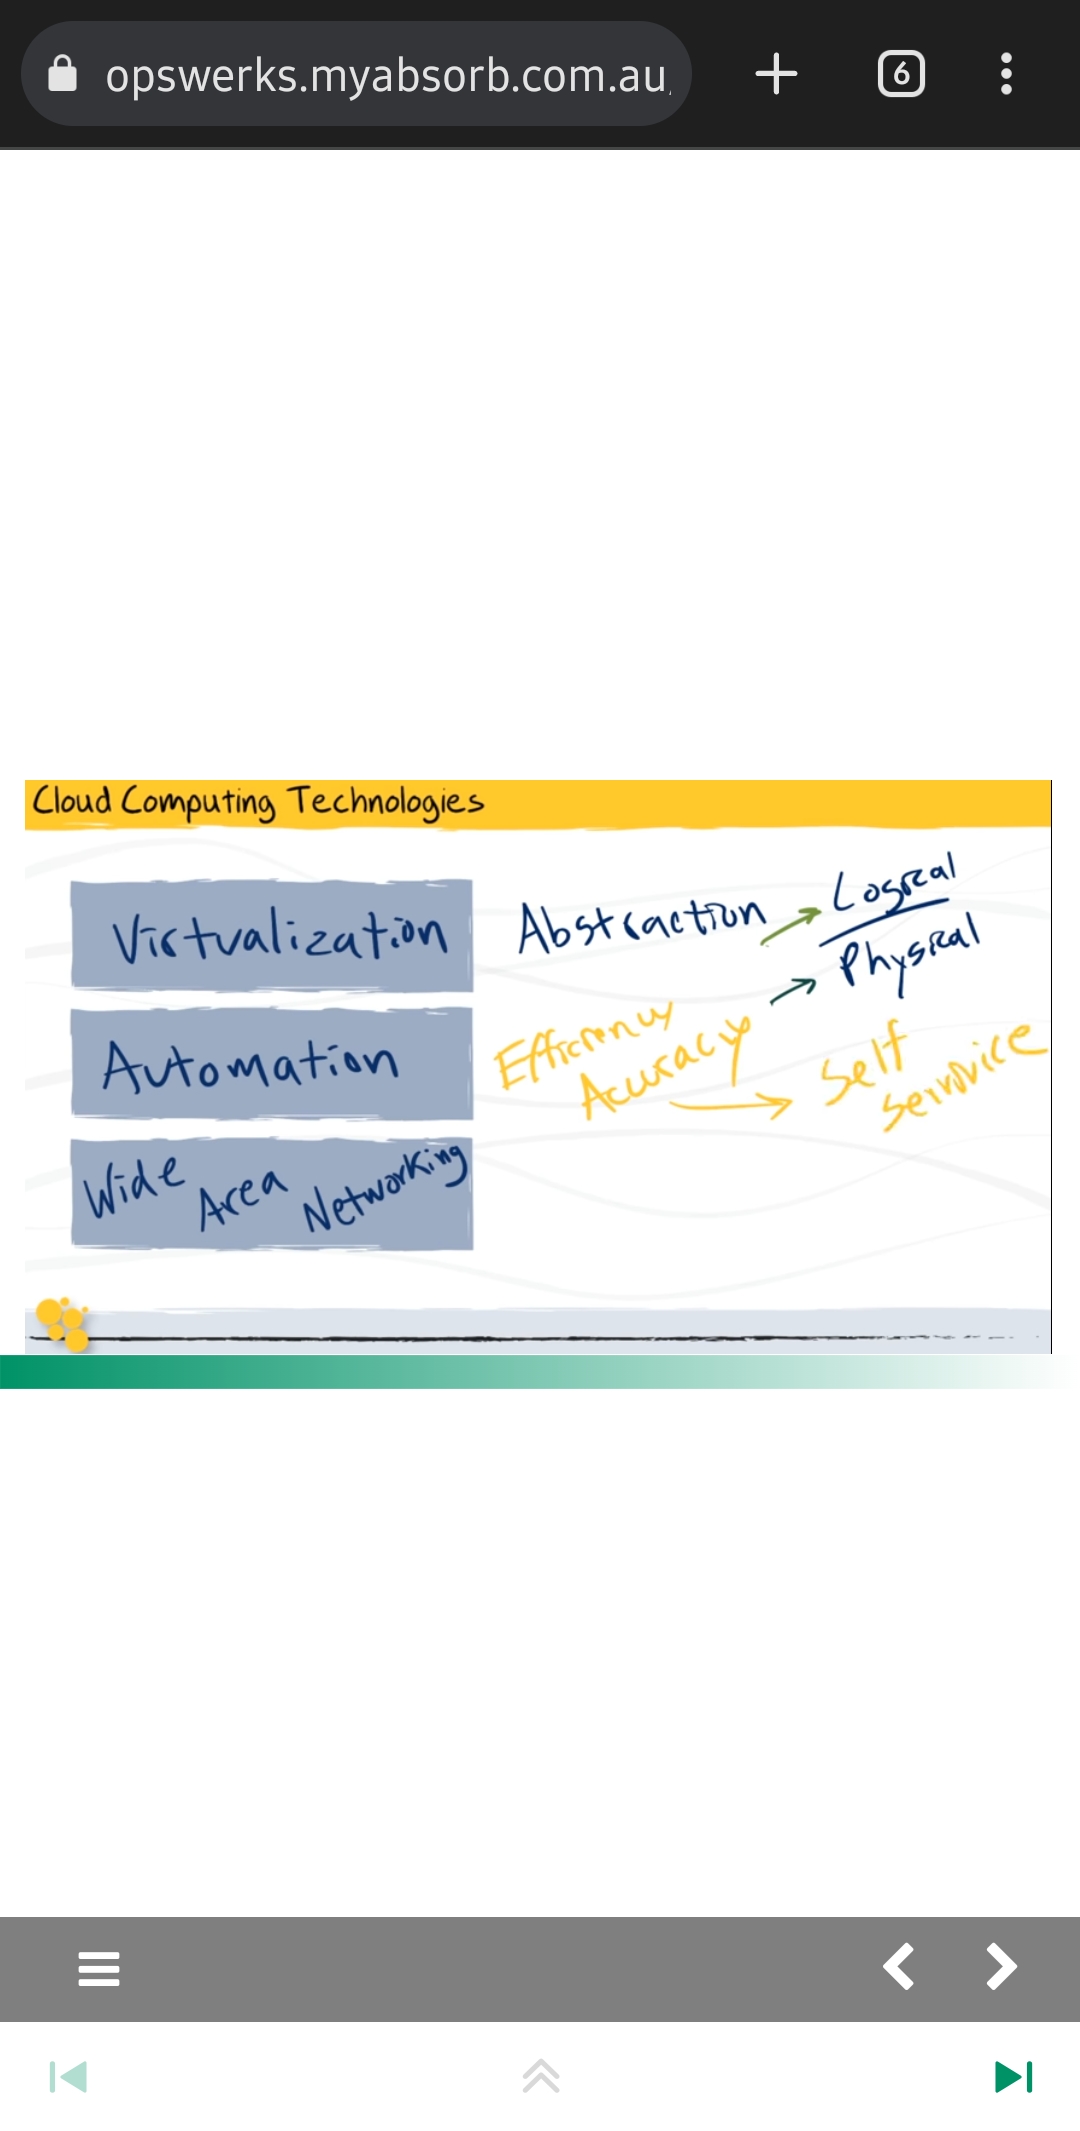 opswerks.myabsorb.com.au
6
Cloud Computing Technologies
Virtualization
Abstraction
Logical
Physical
Automation
Efficiency
Acuracy
Self
Service
Wide Area Networking